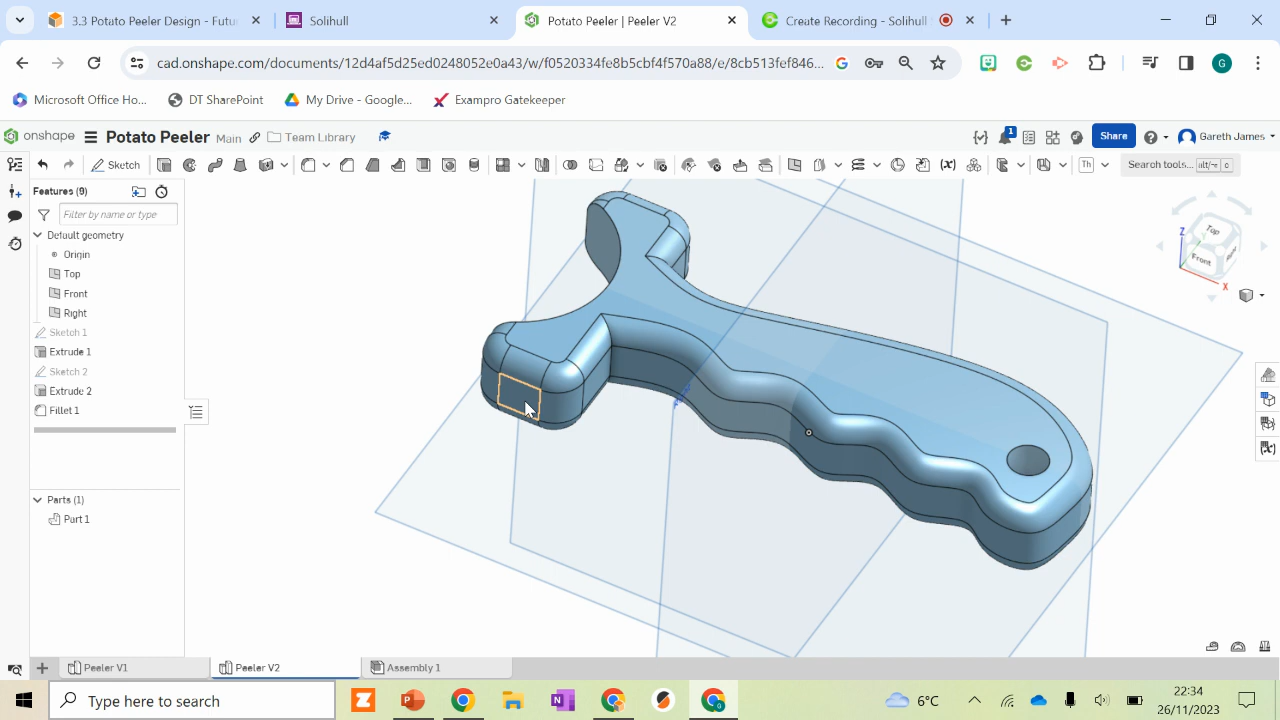 3.3 Potato Peeler Design - Futu
Solihull
Potato Peeler | Peeler V2
Create Recording - Solihull
cad.onshape.com/documents/12d4af5d25ed0248052e0a43/w/f0520334fe8b5cbf4f570a88/e/8cb513fef846...
Microsoft Office Ho...
DT SharePoint
My Drive - Google...
Exampro Gatekeeper
onshape
Potato Peeler
Main
Team Library
1
Share
Gareth James
Sketch
Th
Search tools...
alt/⌥
c
Features (9)
Filter by name or type
Default geometry
Origin
Top
Front
Right
Sketch 1
Extrude 1
Sketch 2
Extrude 2
Fillet 1
Parts (1)
Part 1
Top
Front
Right
Z
X
Peeler V1
Peeler V2
Assembly 1
Type here to search
6°C
22:34
26/11/2023